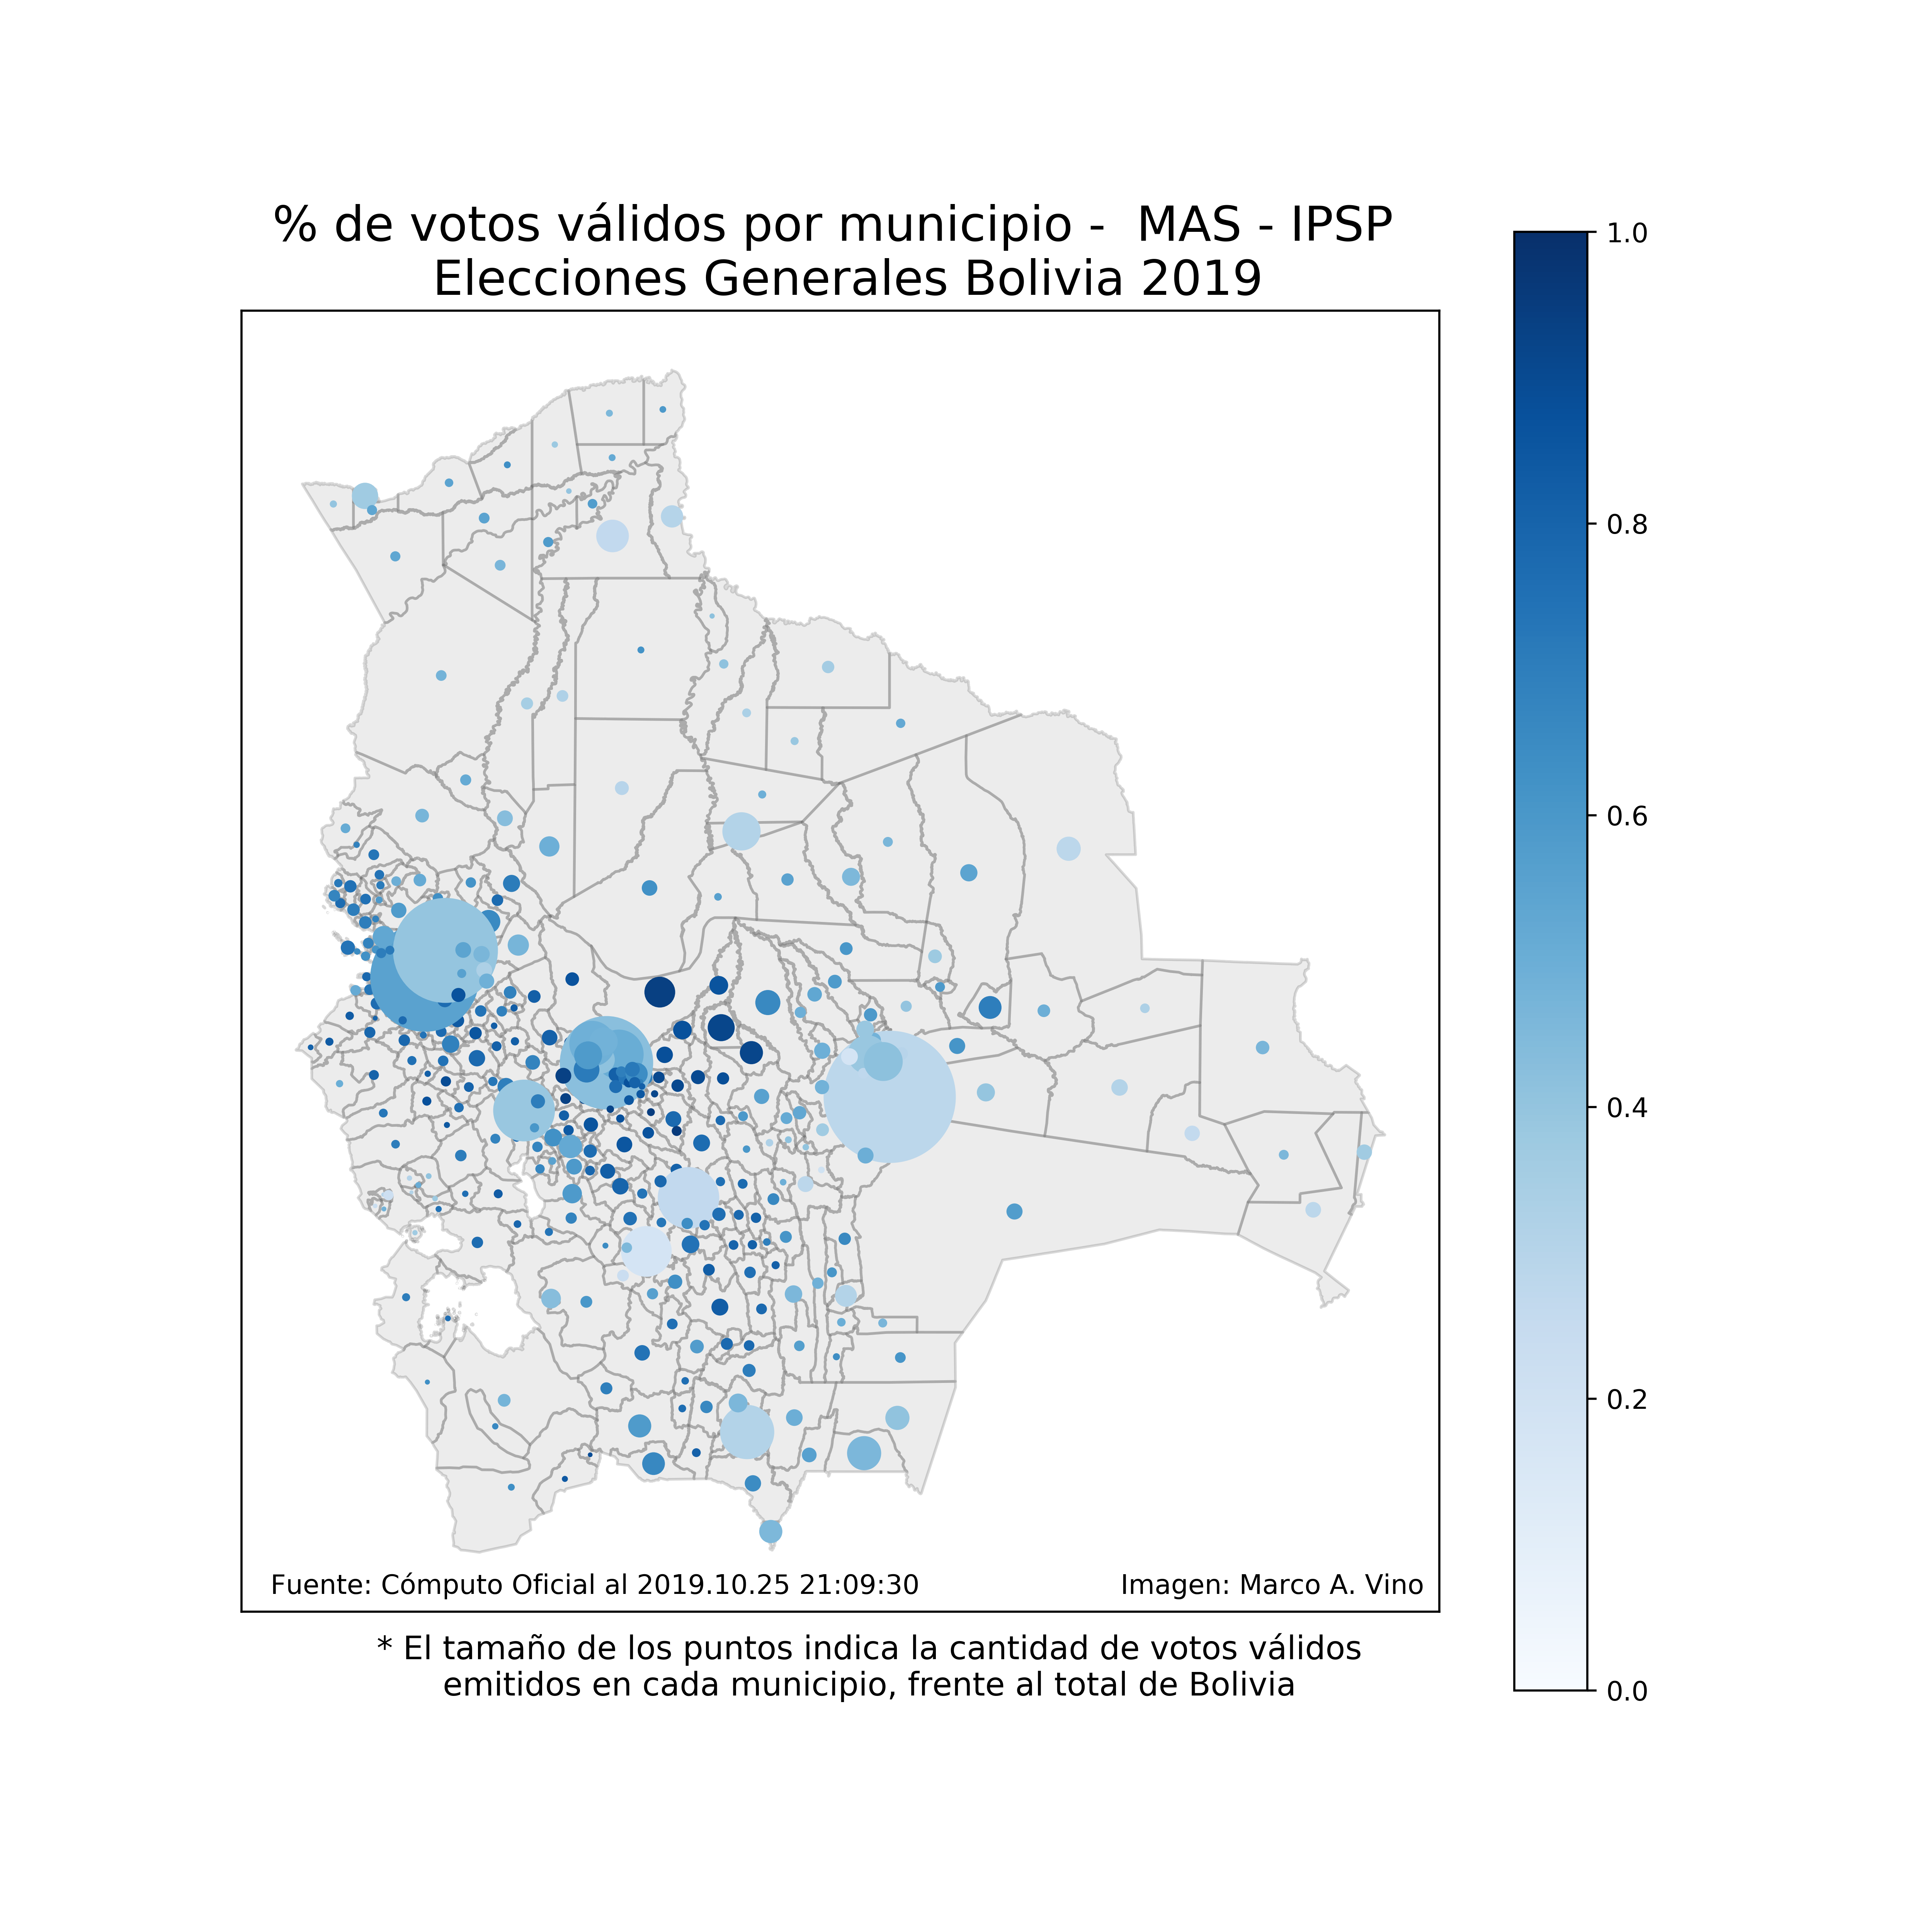 % de votos válidos por municipio -  MAS - IPSP
Elecciones Generales Bolivia 2019
1.0
0.8
0.6
0.4
0.2
0.0
Fuente: Cómputo Oficial al 2019.10.25 21:09:30
Imagen: Marco A. Vino
* El tamaño de los puntos indica la cantidad de votos válidos
emitidos en cada municipio, frente al total de Bolivia